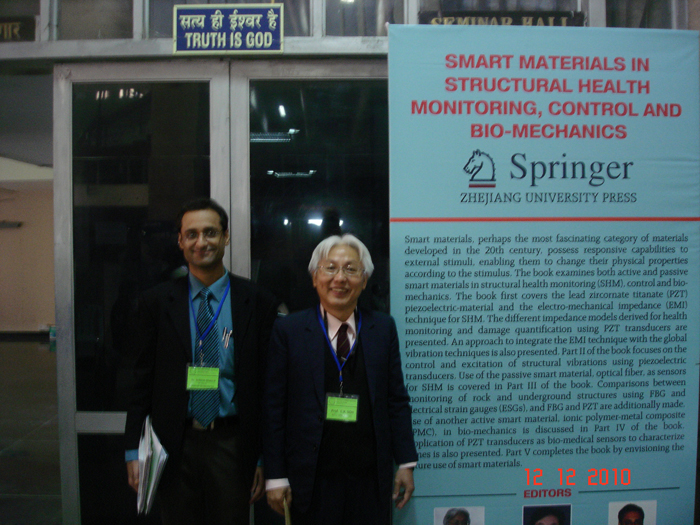 सत्य ही ईश्वर है
TRUTH IS GOD
SEMINAR HALL
SMART MATERIALS IN
STRUCTURAL HEALTH
MONITORING, CONTROL AND
BIO-MECHANICS
Springer
ZHEJIANG UNIVERSITY PRESS
Smart materials, perhaps the most fascinating category of materials
developed in the 20th century, possess responsive capabilities to
external stimuli, enabling them to change their physical properties
according to the stimulus. The book examines both active and passive
smart materials in structural health monitoring (SHM), control and bio-
mechanics. The book first covers the lead zirconate titanate (PZT)
piezoelectric-material and the electro-mechanical impedance (EMI)
technique for SHM. The different impedance models derived for health
monitoring and damage quantification using PZT transducers are
presented. An approach to integrate the EMI technique with the global
vibration techniques is also presented. Part II of the book focuses on the
control and excitation of structural vibrations using piezoelectric
transducers. Use of the passive smart material, optical fiber, as sensors
for SHM is covered in Part III of the book. Comparisons between
monitoring of rock and underground structures using FBG and
electrical strain gauges (ESGs), and FBG and PZT are additionally made.
use of another active smart material, ionic polymer-metal composite
(IPMC), in bio-mechanics is discussed in Part IV of the book.
application of PZT transducers as bio-medical sensors to characterize
is also presented. Part V completes the book by envisioning the
use of smart materials.
12 12 2010
EDITORS